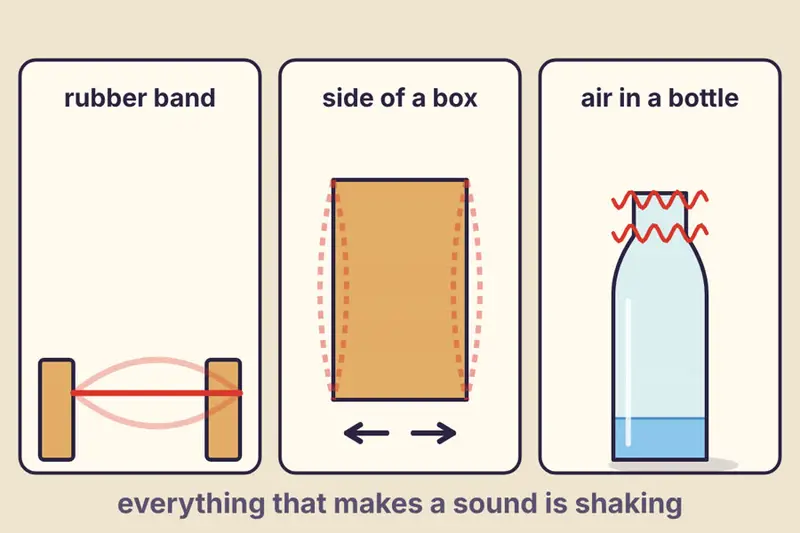 rubber band
side of a box
air in a bottle
everything that makes a sound is shaking